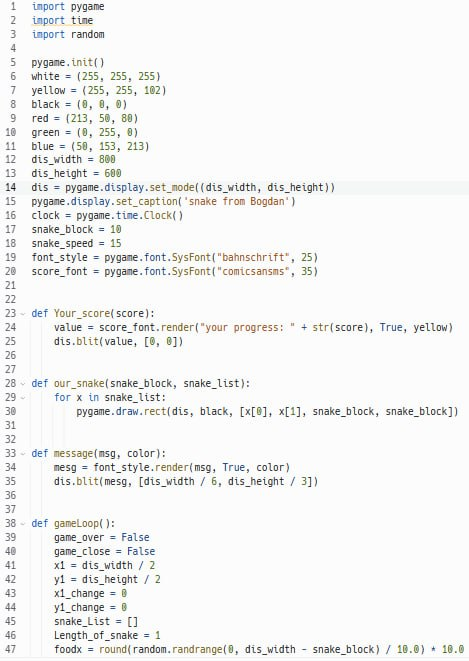 1 import pygame
2 import time
3 import random
4
5 pygame.init()
6 white = (255, 255, 255)
7 yellow = (255, 255, 102)
8 black = (0, 0, 0)
9 red = (213, 50, 80)
10 green = (0, 255, 0)
11 blue = (50, 153, 213)
12 dis_width = 800
13 dis_height = 600
14 dis = pygame.display.set_mode((dis_width, dis_height))
15 pygame.display.set_caption('snake from Bogdan')
16 clock = pygame.time.Clock()
17 snake_block = 10
18 snake_speed = 15
19 font_style = pygame.font.SysFont("bahnschrift", 25)
20 score_font = pygame.font.SysFont("comicsansms", 35)
21
22
23 def Your_score(score):
24     value = score_font.render("your progress: " + str(score), True, yellow)
25     dis.blit(value, [0, 0])
26
27
28 def our_snake(snake_block, snake_list):
29     for x in snake_list:
30         pygame.draw.rect(dis, black, [x[0], x[1], snake_block, snake_block])
31
32
33 def message(msg, color):
34     mesg = font_style.render(msg, True, color)
35     dis.blit(mesg, [dis_width / 6, dis_height / 3])
36
37
38 def gameLoop():
39     game_over = False
40     game_close = False
41     x1 = dis_width / 2
42     y1 = dis_height / 2
43     x1_change = 0
44     y1_change = 0
45     snake_List = []
46     Length_of_snake = 1
47     foodx = round(random.randrange(0, dis_width - snake_block) / 10.0) * 10.0